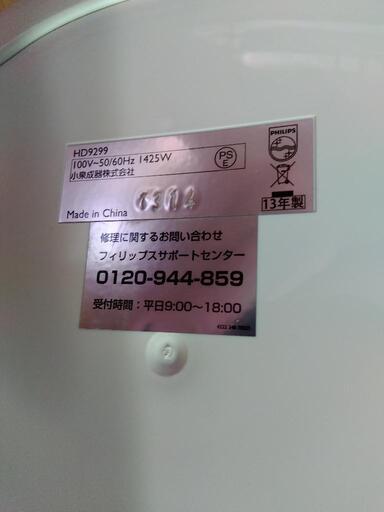 HD9299
100V~50/60Hz 1425W
小泉成器株式会社
PS
E
PHILIPS
Made in China
13年製
修理に関するお問い合わせ
フィリップスサポートセンター
0120-944-859
受付時間：平日9:00～18:00
2